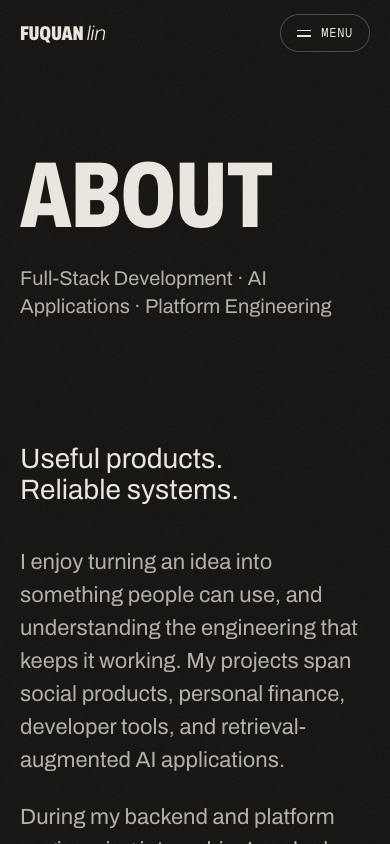 FUQUAN lin
MENU
ABOUT
Full-Stack Development · AI
Applications · Platform Engineering
Useful products.
Reliable systems.
I enjoy turning an idea into
something people can use, and
understanding the engineering that
keeps it working. My projects span
social products, personal finance,
developer tools, and retrieval-
augmented AI applications.
During my backend and platform